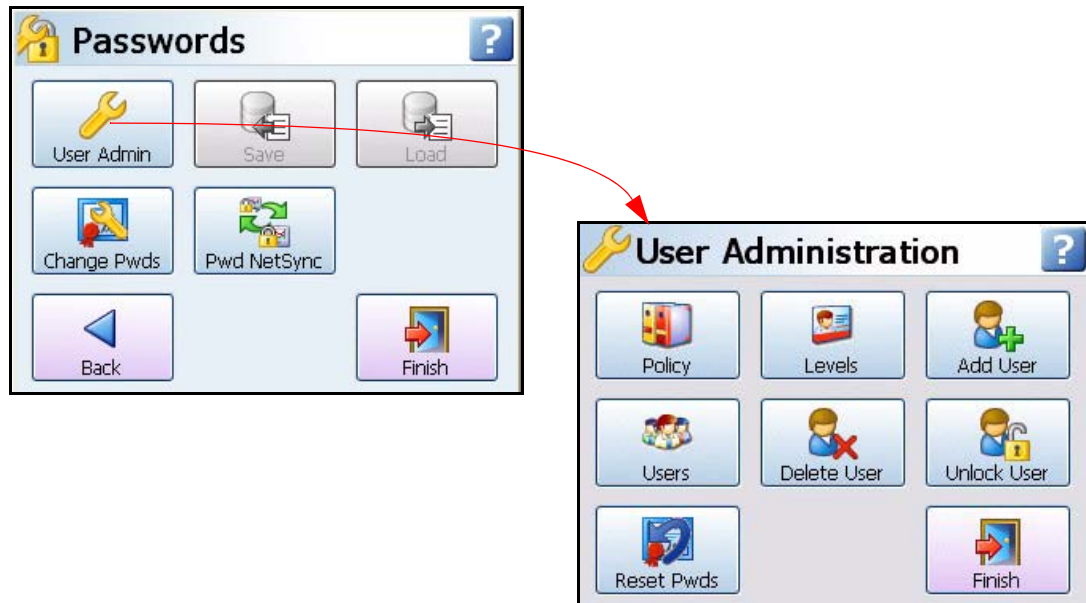 Passwords
?
User Admin
Save
Load
Change Pwds
Pwd NetSync
Back
Finish
User Administration
?
Policy
Levels
Add User
Users
Delete User
Unlock User
Reset Pwds
Finish